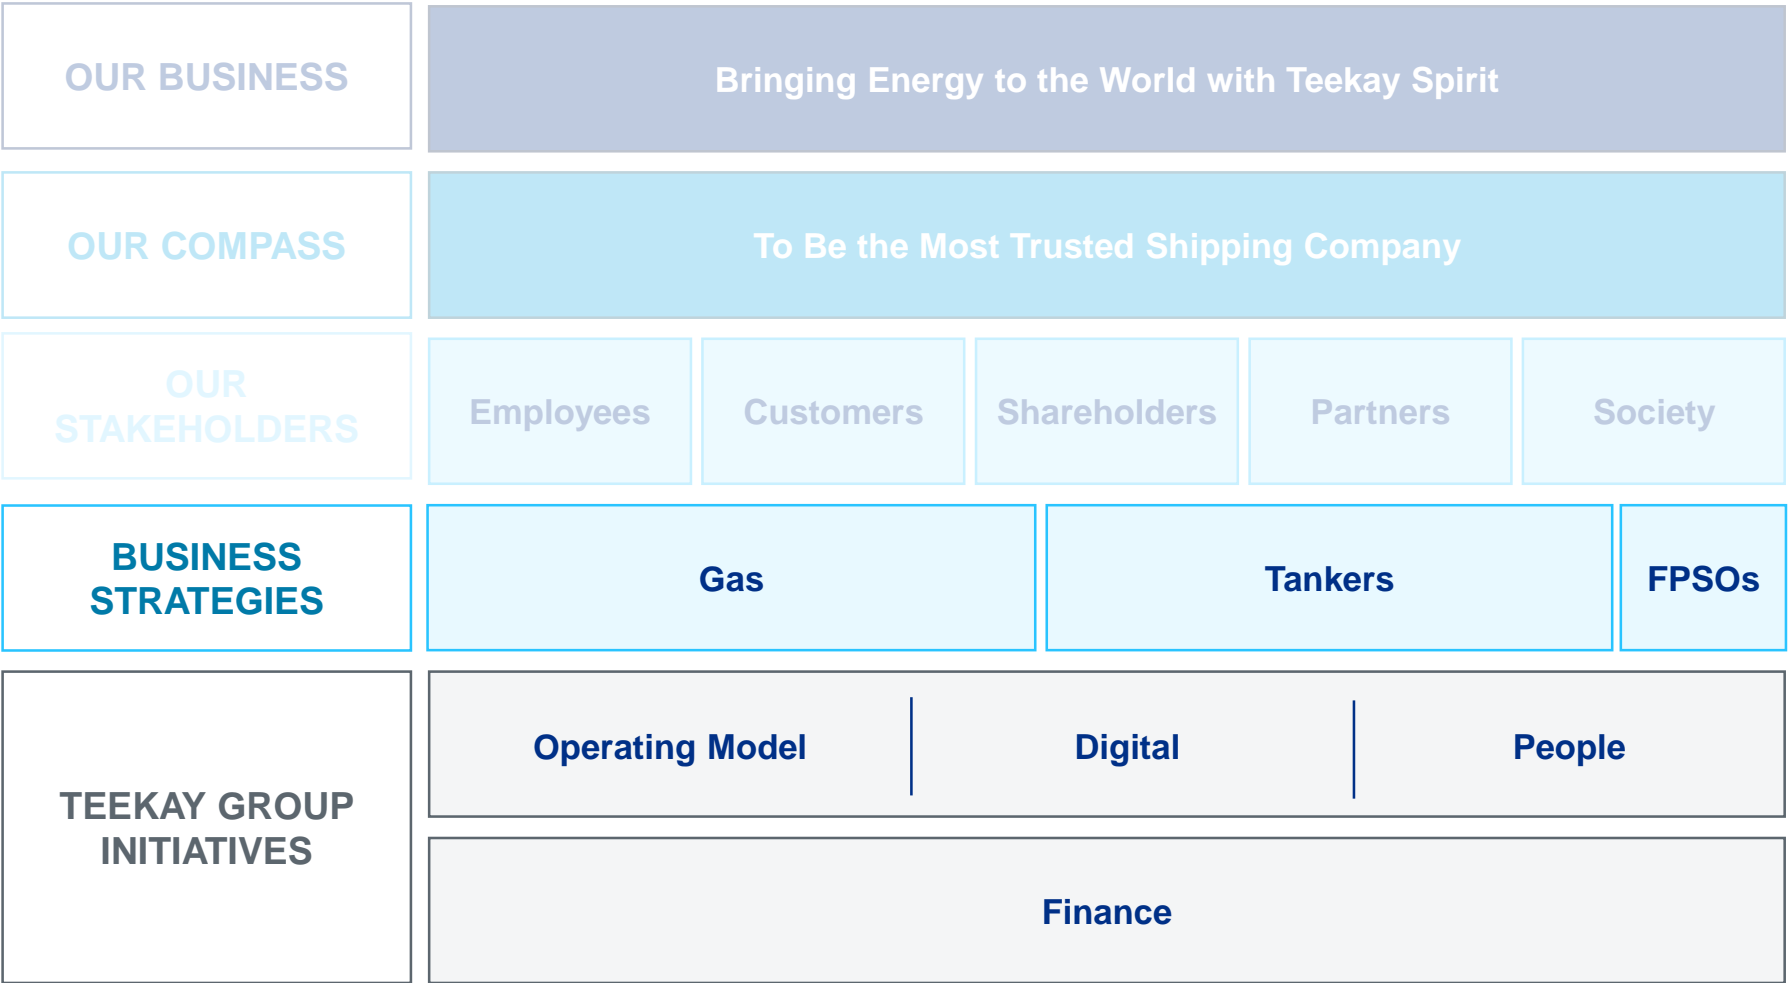 OUR BUSINESS
Bringing Energy to the World with Teekay Spirit
OUR COMPASS
To Be the Most Trusted Shipping Company
OUR
STAKEHOLDERS
Employees
Customers
Shareholders
Partners
Society
BUSINESS
STRATEGIES
Gas
Tankers
FPSOs
TEEKAY GROUP
INITIATIVES
Operating Model
Digital
People
Finance